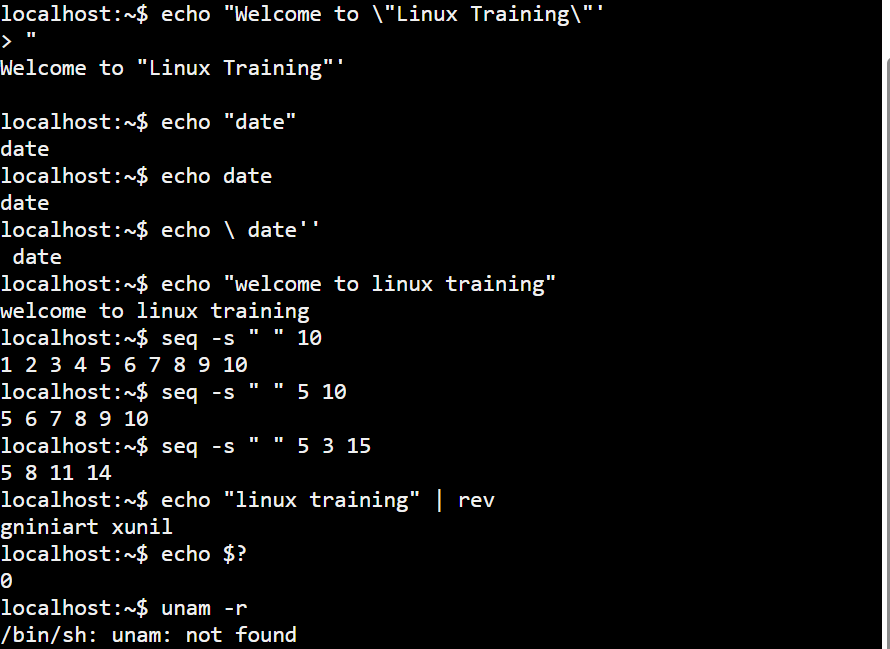 localhost:~$ echo "Welcome to \"Linux Training\"'
> "
Welcome to "Linux Training"'

localhost:~$ echo "date"
date
localhost:~$ echo date
date
localhost:~$ echo \ date''
 date
localhost:~$ echo "welcome to linux training"
welcome to linux training
localhost:~$ seq -s " " 10
1 2 3 4 5 6 7 8 9 10
localhost:~$ seq -s " " 5 10
5 6 7 8 9 10
localhost:~$ seq -s " " 5 3 15
5 8 11 14
localhost:~$ echo "linux training" | rev
gniniart xunil
localhost:~$ echo $?
0
localhost:~$ unam -r
/bin/sh: unam: not found